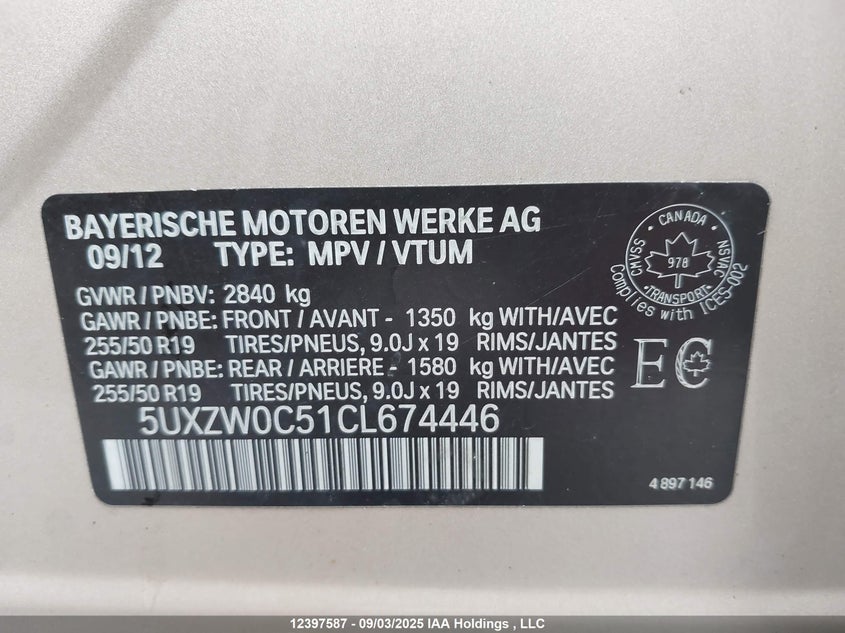 BAYERISCHE MOTOREN WERKE AG
09/12 TYPE: MPV / VTUM
GVWR / PNBV: 2840 kg
GAWR / PNBE: FRONT / AVANT - 1350 kg WITH/AVEC
255/50 R19 TIRES/PNEUS, 9.0J x 19 RIMS/JANTES
GAWR / PNBE: REAR / ARRIERE - 1580 kg WITH/AVEC
255/50 R19 TIRES/PNEUS, 9.0J x 19 RIMS/JANTES
5UXZW0C51CL674446
CANADA
CMVSS
NSVAC
978
TRANSPORT
Complies with ICES-002
EC
4 897 146
12397587 - 09/03/2025 IAA Holdings , LLC